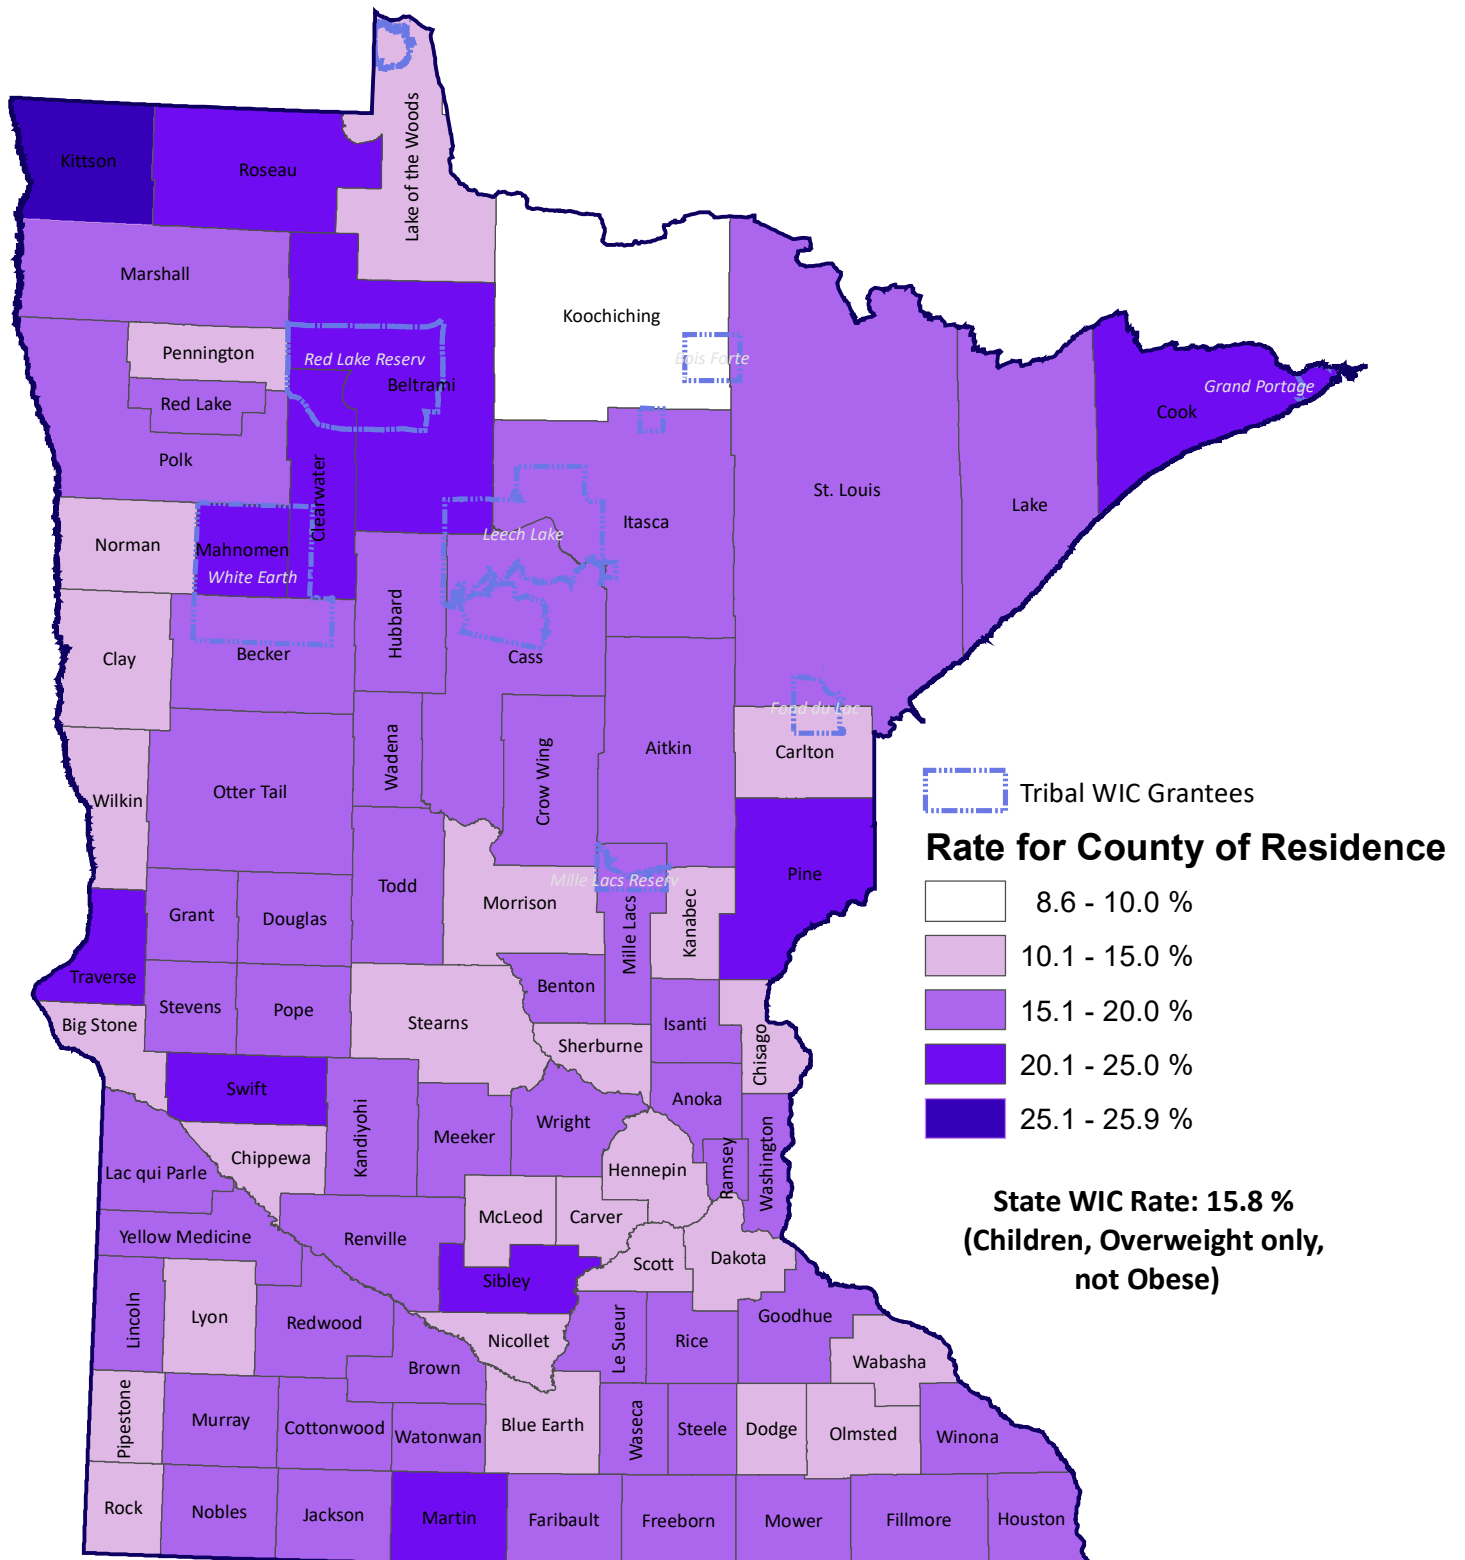 Kittson
Roseau
Lake of the Woods
Marshall
Koochiching
Pennington
Red Lake Reserv
Bois Forte
Beltrami
Grand Portage
Red Lake
Cook
Polk
Clearwater
St. Louis
Lake
Norman
Mahnomen
Leech Lake
Itasca
White Earth
Hubbard
Clay
Becker
Cass
Fond du Lac
Wadena
Crow Wing
Aitkin
Carlton
Wilkin
Otter Tail
Tribal WIC Grantees
Rate for County of Residence
8.6 - 10.0 %
10.1 - 15.0 %
15.1 - 20.0 %
20.1 - 25.0 %
25.1 - 25.9 %
State WIC Rate: 15.8 %
(Children, Overweight only,
not Obese)
Todd
Mille Lacs Reserv
Pine
Grant
Douglas
Morrison
Mille Lacs
Kanabec
Traverse
Stevens
Pope
Benton
Big Stone
Stearns
Isanti
Sherburne
Chisago
Swift
Kandiyohi
Meeker
Wright
Anoka
Lac qui Parle
Chippewa
Hennepin
Ramsey
Washington
Yellow Medicine
Renville
McLeod
Carver
Sibley
Scott
Dakota
Lincoln
Lyon
Redwood
Nicollet
Le Sueur
Rice
Goodhue
Brown
Wabasha
Pipestone
Murray
Cottonwood
Watonwan
Blue Earth
Waseca
Steele
Dodge
Olmsted
Winona
Rock
Nobles
Jackson
Martin
Faribault
Freeborn
Mower
Fillmore
Houston